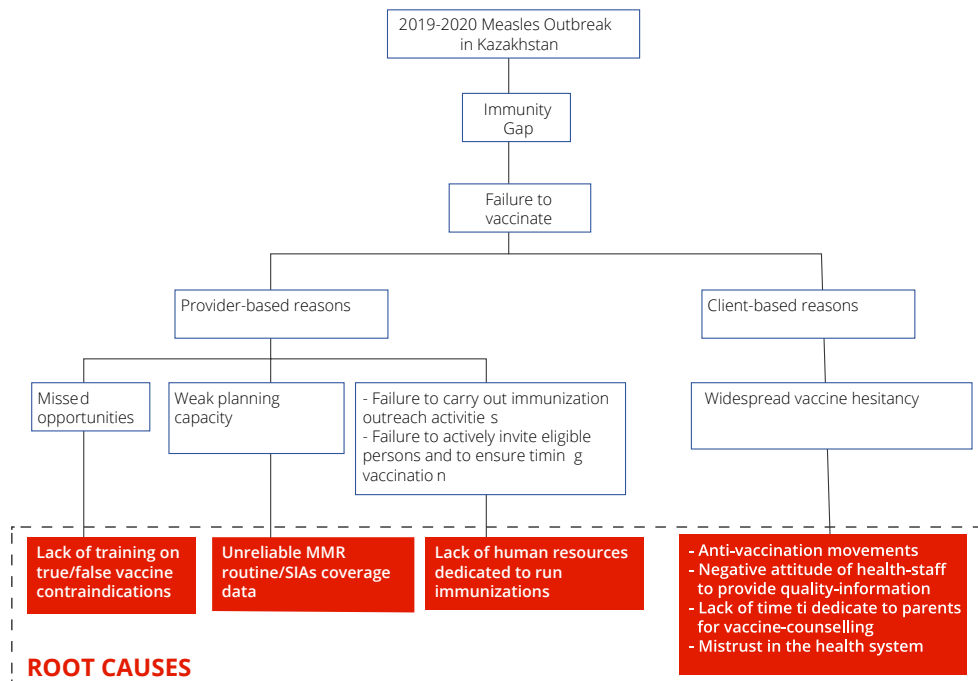 2019-2020 Measles Outbreak
in Kazakhstan
Immunity
Gap
Failure to
vaccinate
Provider-based reasons
Client-based reasons
Missed
opportunities
Weak planning
capacity
- Failure to carry out immunization
outreach activitie s
- Failure to actively invite eligible
persons and to ensure timin g
vaccinatio n
Widespread vaccine hesitancy
Lack of training on
true/false vaccine
contraindications
Unreliable MMR
routine/SIAs coverage
data
Lack of human resources
dedicated to run
immunizations
- Anti-vaccination movements
- Negative attitude of health-staff
to provide quality-information
- Lack of time ti dedicate to parents
for vaccine-counselling
- Mistrust in the health system
ROOT CAUSES